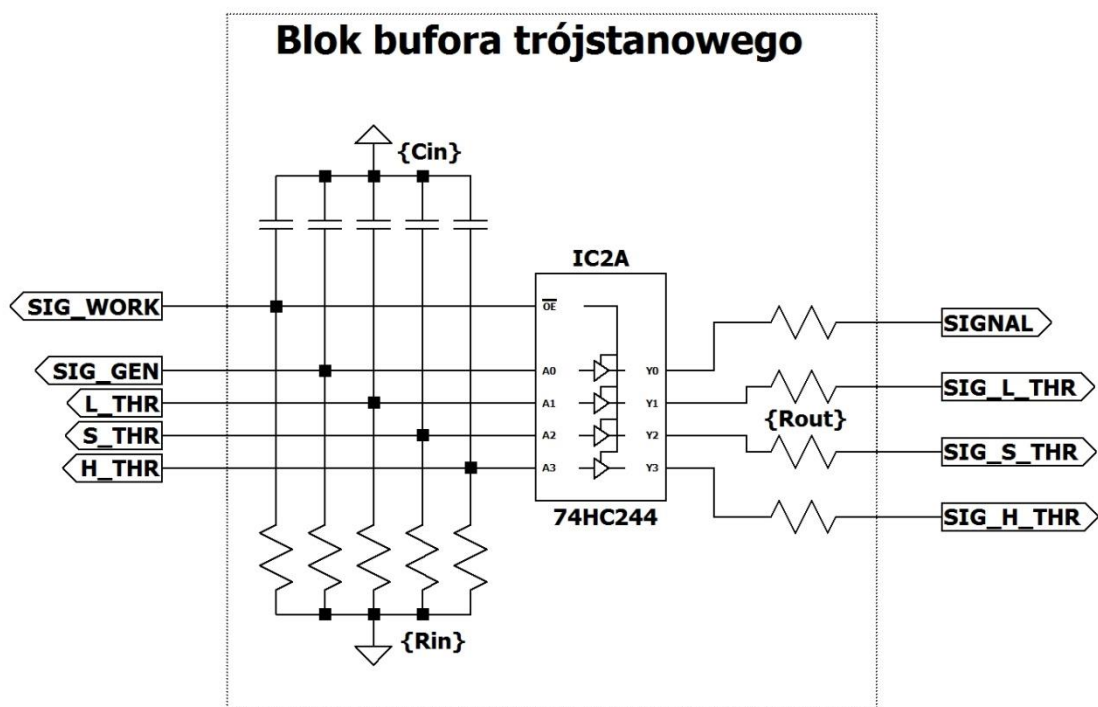 Blok bufora trójstanowego
{Cin}
IC2A
SIG_WORK
OE
SIGNAL
SIG_GEN
A0
Y0
L_THR
A1
Y1
SIG_L_THR
{Rout}
S_THR
A2
Y2
SIG_S_THR
H_THR
A3
Y3
74HC244
SIG_H_THR
{Rin}